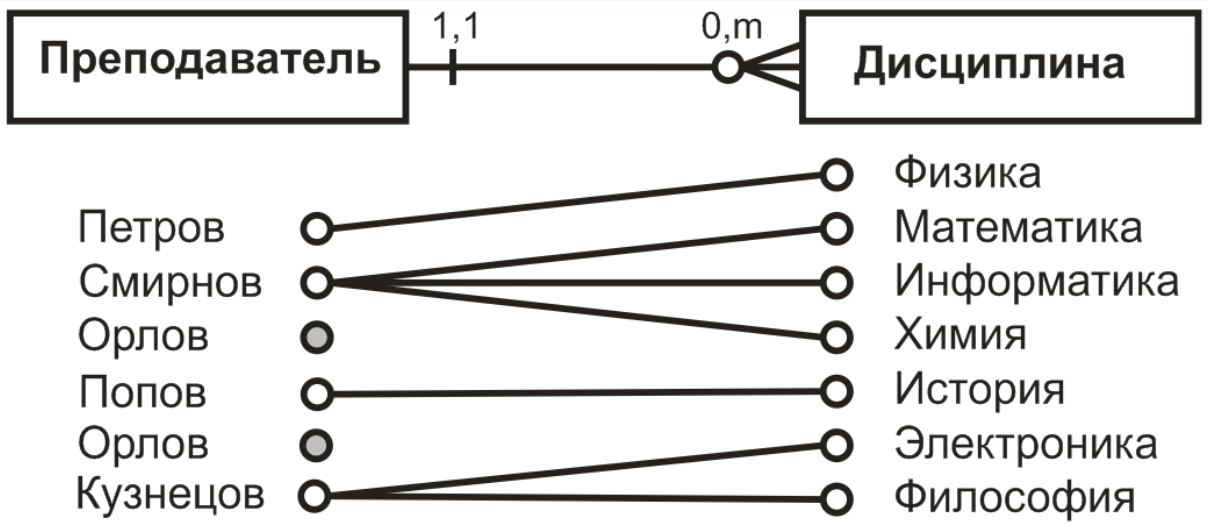 1,1 0,m
Преподаватель Дисциплина
Физика
Петров Математика
Смирнов Информатика
Орлов Химия
Попов История
Орлов Электроника
Кузнецов Философия